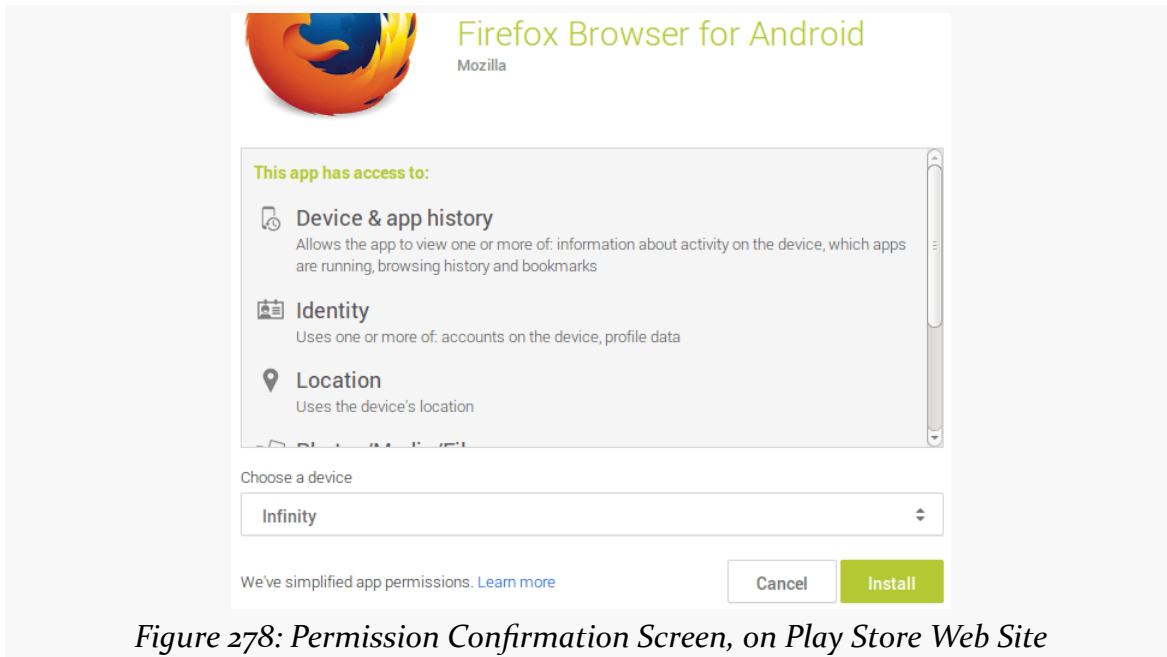 Firefox Browser for Android
Mozilla
This app has access to:
Device & app history
Allows the app to view one or more of: information about activity on the device, which apps
are running, browsing history and bookmarks
Identity
Uses one or more of: accounts on the device, profile data
Location
Uses the device's location
Choose a device
Infinity
We've simplified app permissions. Learn more
Cancel
Install
Figure 278: Permission Confirmation Screen, on Play Store Web Site